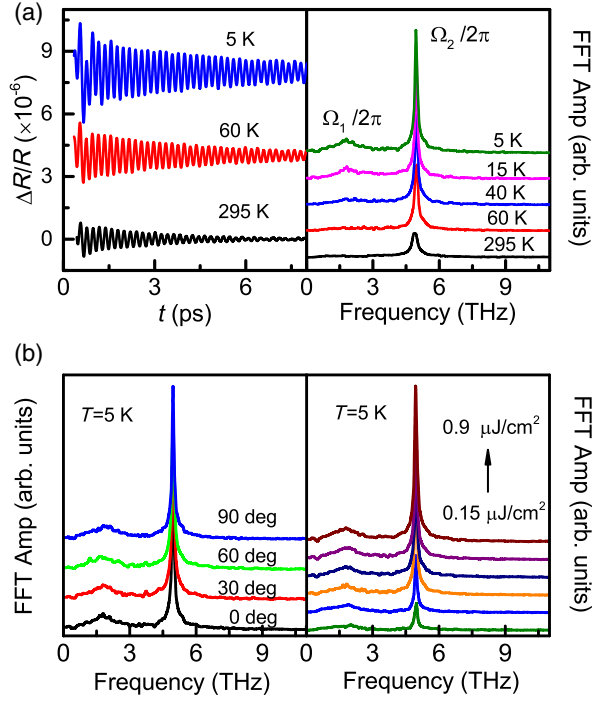 (a)
5 K
60 K
295 K
ΔR/R (×10⁻⁶)
9
6
3
0
0 3 6
t (ps)
Ω₂/2π
Ω₁/2π
5 K
15 K
40 K
60 K
295 K
FFT Amp (arb. units)
0 3 6 9
Frequency (THz)
(b)
T=5 K
90 deg
60 deg
30 deg
0 deg
FFT Amp (arb. units)
0 3 6 9
Frequency (THz)
T=5 K
0.9 μJ/cm²
0.15 μJ/cm²
FFT Amp (arb. units)
0 3 6 9
Frequency (THz)